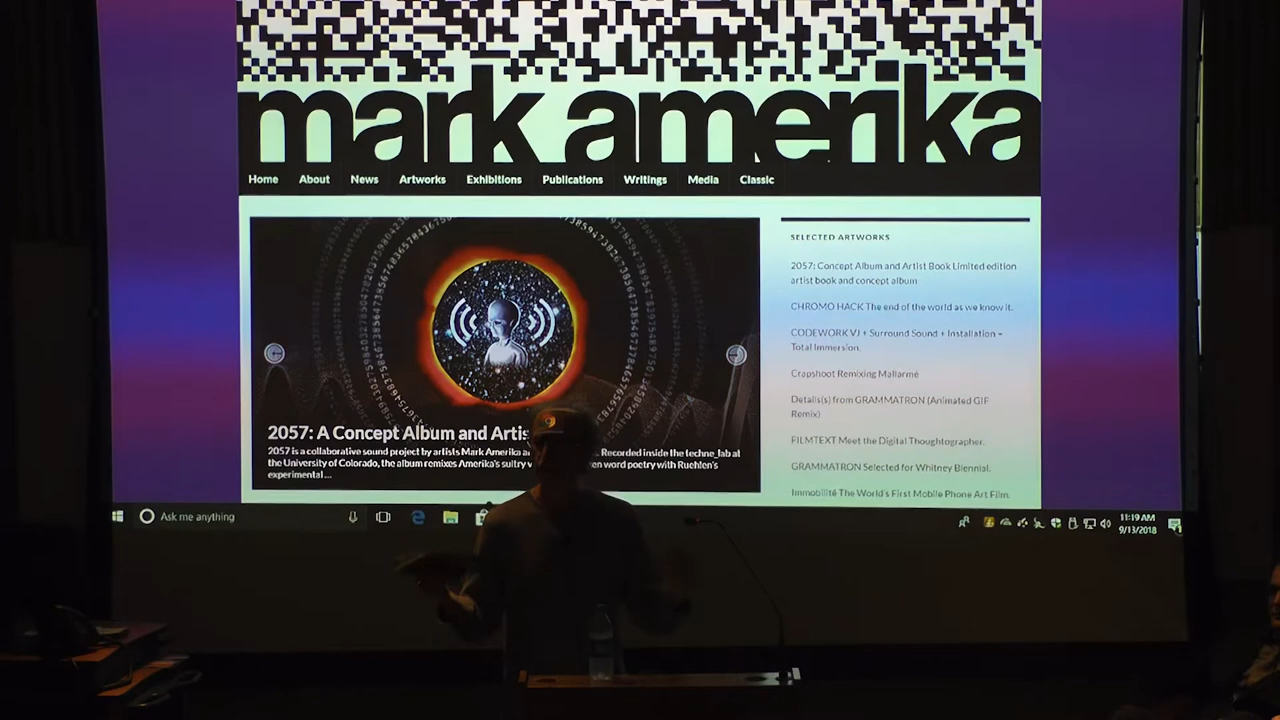 mark amerika
Home About News Artworks Exhibitions Publications Writings Media Classic
2057: A Concept Album and Artis
2057 is a collaborative sound project by artists Mark Amerika an . Recorded inside the techne_lab at
the University of Colorado, the album remixes Amerika's sultry en word poetry with Ruehlen's
experimental ...
SELECTED ARTWORKS
2057: Concept Album and Artist Book Limited edition
artist book and concept album
CHROMO HACK The end of the world as we know it.
CODEWORK VJ + Surround Sound + Installation =
Total Immersion.
Crapshoot Remixing Mallarmé
Details(s) from GRAMMATRON (Animated GIF
Remix)
FILMTEXT Meet the Digital Thoughtographer.
GRAMMATRON Selected for Whitney Biennial.
Immobilité The World's First Mobile Phone Art Film.
Ask me anything
11:19 AM
9/13/2018